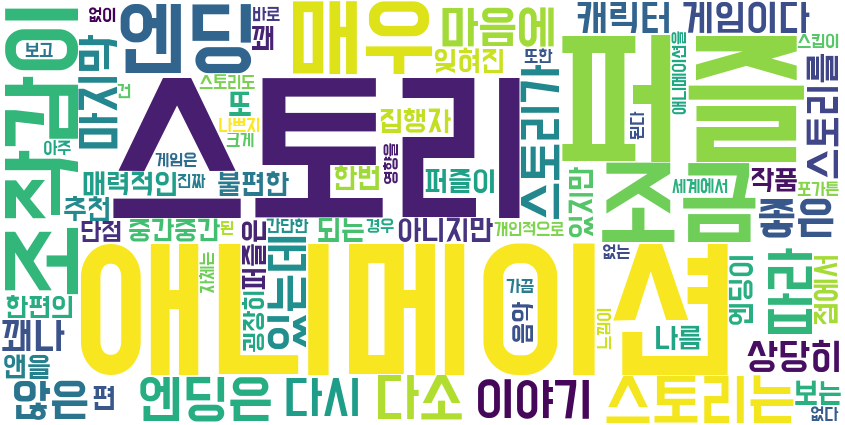 없이
바로
보고
엔딩
꽤
매우
마음에
캐릭터
게임이다
잊혀진
스토리도
또
또한
애니메이션을
스킵이
조작감이
마지막
건
아주
나쁘지
크게
집행자
스토리
스토리가
퍼즐
된다
스토리를
게임은
영향을
매력적인
진짜
불편한
한번
퍼즐이
있지만
조금
세계에서
작품
포가튼
추천
단점
중간중간
된
간단한
되는
경우
아니지만
개인적으로
좋은
퍼즐은
자체는
있는데
굉장히
애니메이션
없는
가끔
음악
느낌이
나름
엔딩이
따라
점에서
한편인
꽤나
상당히
앤을
않은
편
엔딩은
다시
다소
이야기
스토리는
보는
없다